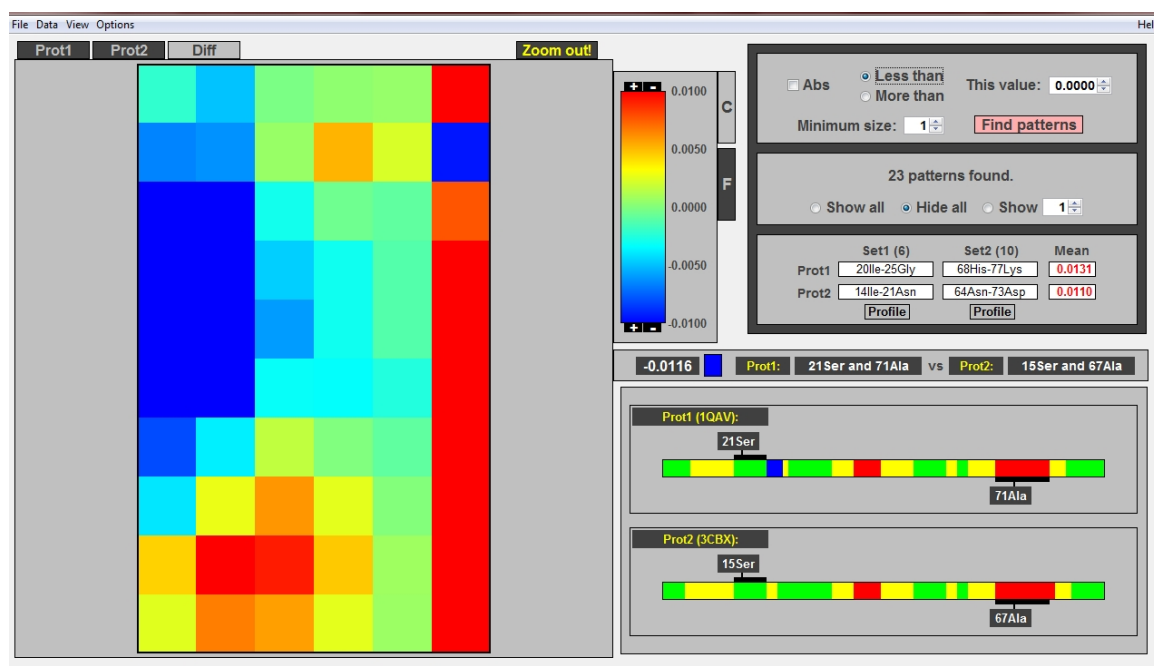 File Data View Options Hel
Prot1 Prot2 Diff Zoom out!
+ -
0.0100
0.0050
0.0000
-0.0050
-0.0100
+ -
C
F
Abs Less than This value: 0.0000
More than
Minimum size: 1 Find patterns
23 patterns found.
Show all Hide all Show 1
Set1 (6) Set2 (10) Mean
Prot1 20Ile-25Gly 68His-77Lys 0.0131
Prot2 14Ile-21Asn 64Asn-73Asp 0.0110
Profile Profile
-0.0116 Prot1: 21Ser and 71Ala vs Prot2: 15Ser and 67Ala
Prot1 (1QAV):
21Ser
71Ala
Prot2 (3CBX):
15Ser
67Ala